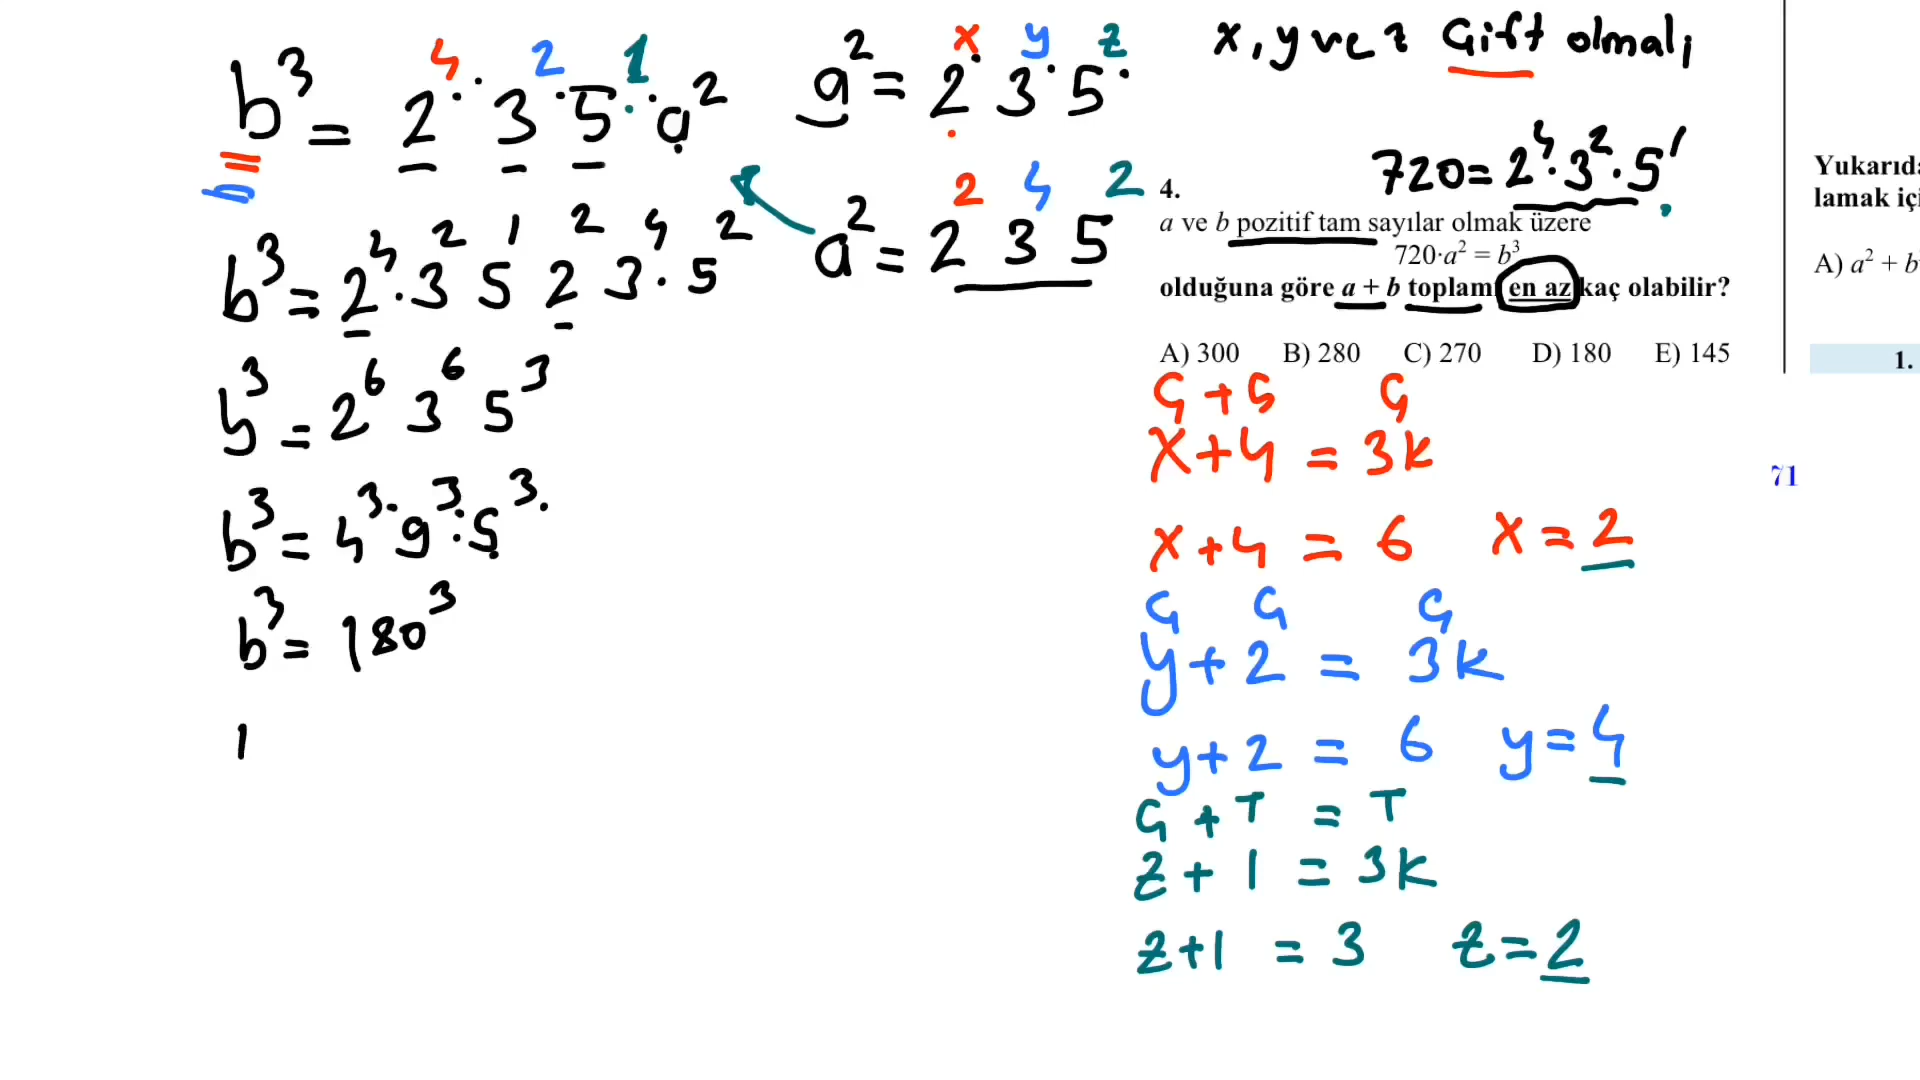 b³ = 2⁴ · 3² · 5¹ · a²
b³ = 2⁴ · 3² 5¹ 2² 3⁴ · 5²
b³ = 2⁶ 3⁶ 5³
b³ = 4³ · 9³ · 5³ ·
b³ = 180³
a² = 2ˣ · 3ʸ · 5ᶻ ·
a² = 2² 3⁴ 5²
x, y ve z Çift olmalı
720 = 2⁴ · 3² · 5¹
4.
a ve b pozitif tam sayılar olmak üzere
720·a² = b³
olduğuna göre a + b toplamı en az kaç olabilir?
A) 300 B) 280 C) 270 D) 180 E) 145
Ç + Ç Ç
x + 4 = 3k
x + 4 = 6 x = 2
Ç Ç Ç
y + 2 = 3k
y + 2 = 6 y = 4
Ç + T = T
z + 1 = 3k
z + 1 = 3 z = 2
71
Yukarıda
lamak içi
A) a² + b
1.